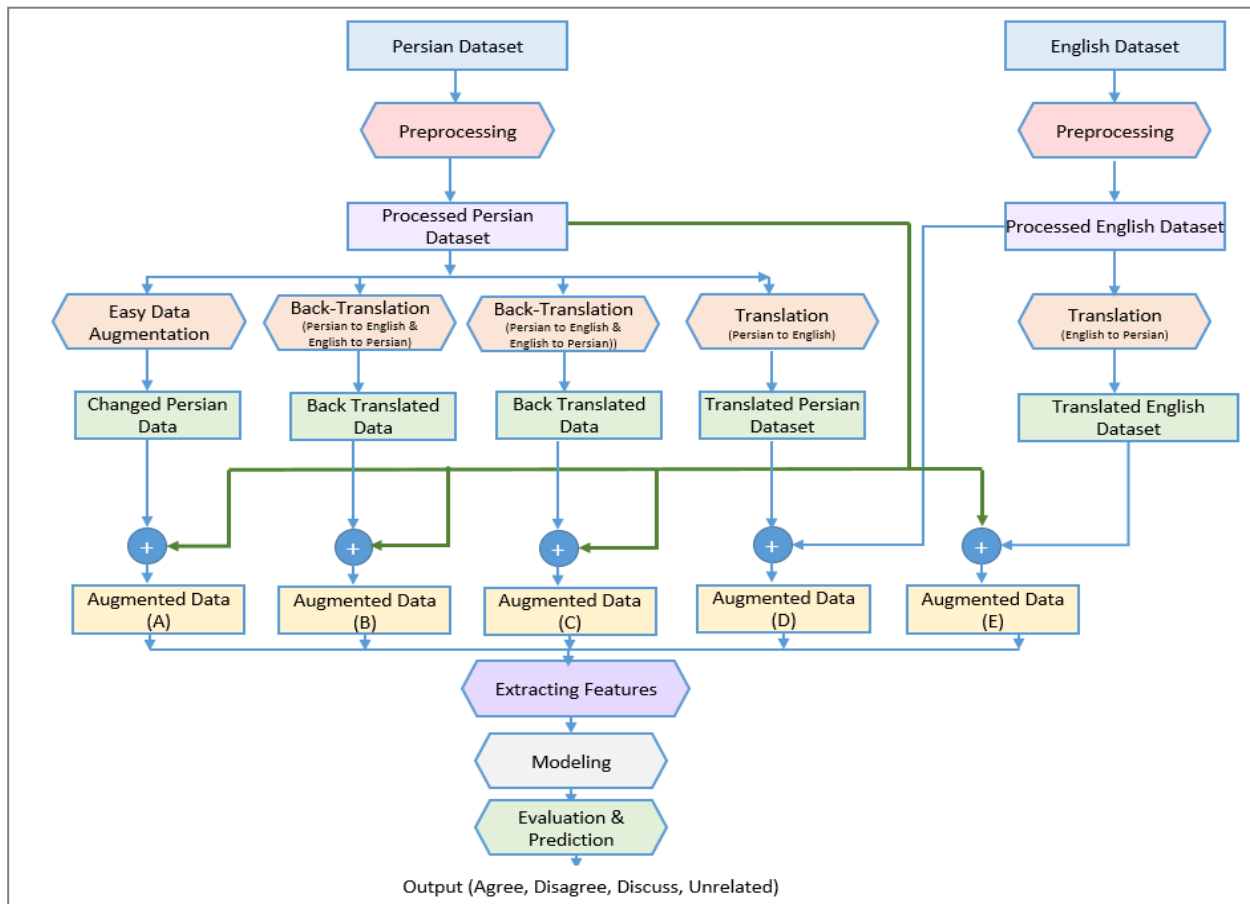 Persian Dataset
English Dataset
Preprocessing
Preprocessing
Processed Persian
Dataset
Processed English Dataset
Easy Data
Augmentation
Back-Translation
(Persian to English &
English to Persian)
Back-Translation
(Persian to English &
English to Persian))
Translation
(Persian to English)
Translation
(English to Persian)
Changed Persian
Data
Back Translated
Data
Back Translated
Data
Translated Persian
Dataset
Translated English
Dataset
+
+
+
+
+
Augmented Data
(A)
Augmented Data
(B)
Augmented Data
(C)
Augmented Data
(D)
Augmented Data
(E)
Extracting Features
Modeling
Evaluation &
Prediction
Output (Agree, Disagree, Discuss, Unrelated)